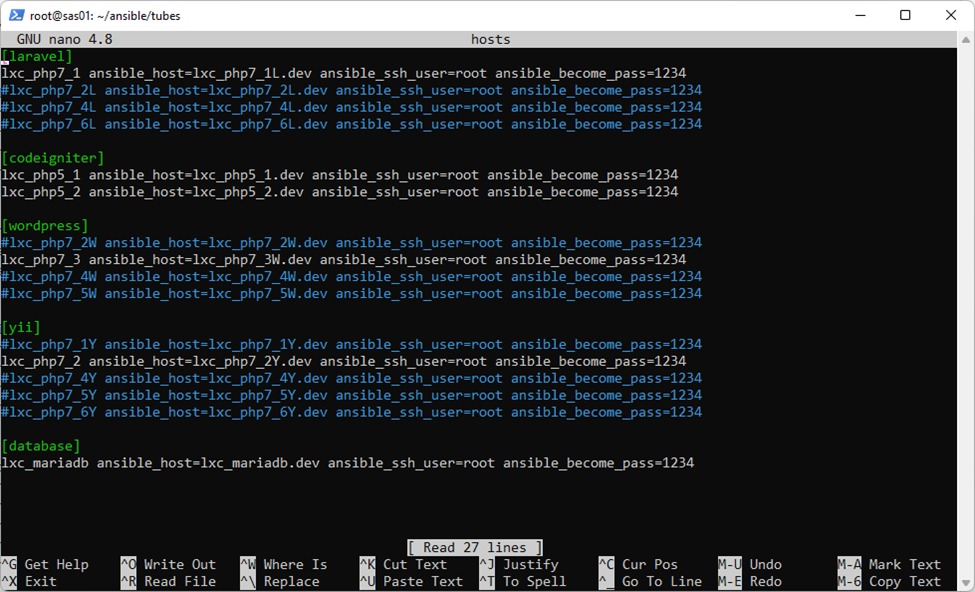 root@sas01: ~/ansible/tubes
GNU nano 4.8 hosts
[laravel]
lxc_php7_1 ansible_host=lxc_php7_1L.dev ansible_ssh_user=root ansible_become_pass=1234
#lxc_php7_2L ansible_host=lxc_php7_2L.dev ansible_ssh_user=root ansible_become_pass=1234
#lxc_php7_4L ansible_host=lxc_php7_4L.dev ansible_ssh_user=root ansible_become_pass=1234
#lxc_php7_6L ansible_host=lxc_php7_6L.dev ansible_ssh_user=root ansible_become_pass=1234
[codeigniter]
lxc_php5_1 ansible_host=lxc_php5_1.dev ansible_ssh_user=root ansible_become_pass=1234
lxc_php5_2 ansible_host=lxc_php5_2.dev ansible_ssh_user=root ansible_become_pass=1234
[wordpress]
#lxc_php7_2W ansible_host=lxc_php7_2W.dev ansible_ssh_user=root ansible_become_pass=1234
lxc_php7_3 ansible_host=lxc_php7_3W.dev ansible_ssh_user=root ansible_become_pass=1234
#lxc_php7_4W ansible_host=lxc_php7_4W.dev ansible_ssh_user=root ansible_become_pass=1234
#lxc_php7_5W ansible_host=lxc_php7_5W.dev ansible_ssh_user=root ansible_become_pass=1234
[yii]
#lxc_php7_1Y ansible_host=lxc_php7_1Y.dev ansible_ssh_user=root ansible_become_pass=1234
lxc_php7_2 ansible_host=lxc_php7_2Y.dev ansible_ssh_user=root ansible_become_pass=1234
#lxc_php7_4Y ansible_host=lxc_php7_4Y.dev ansible_ssh_user=root ansible_become_pass=1234
#lxc_php7_5Y ansible_host=lxc_php7_5Y.dev ansible_ssh_user=root ansible_become_pass=1234
#lxc_php7_6Y ansible_host=lxc_php7_6Y.dev ansible_ssh_user=root ansible_become_pass=1234
[database]
lxc_mariadb ansible_host=lxc_mariadb.dev ansible_ssh_user=root ansible_become_pass=1234
[ Read 27 lines ]
^G Get Help ^O Write Out ^W Where Is ^K Cut Text ^J Justify ^C Cur Pos M-U Undo M-A Mark Text
^X Exit ^R Read File ^\ Replace ^U Paste Text ^T To Spell ^_ Go To Line M-E Redo M-6 Copy Text